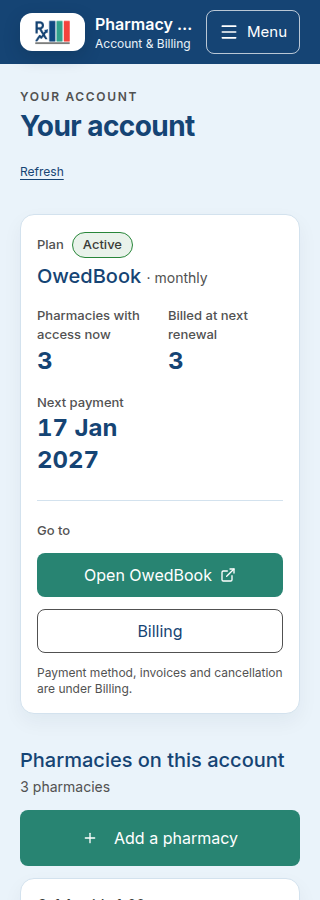 Pharmacy ...
Account & Billing
Menu
YOUR ACCOUNT
Your account
Refresh
Plan Active
OwedBook · monthly
Pharmacies with access now
3
Billed at next renewal
3
Next payment
17 Jan
2027
Go to
Open OwedBook
Billing
Payment method, invoices and cancellation
are under Billing.
Pharmacies on this account
3 pharmacies
+ Add a pharmacy